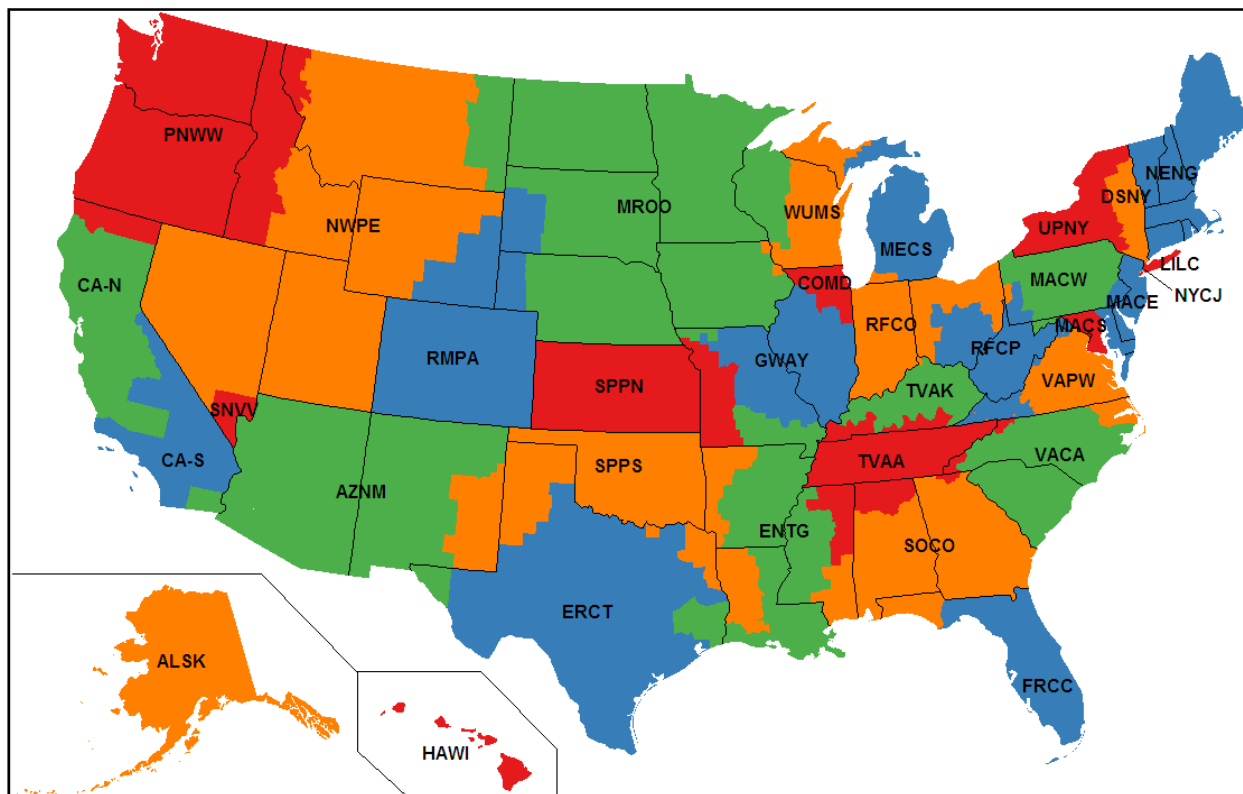 PNWW
NENG
DSNY
MROO
WUMS
UPNY
NWPE
MECS
LILC
CA-N
COMD
MACW
NYCJ
MACE
RFCO
MACS
RMPA
GWAY
RFCP
SPPN
TVAK
VAPW
SNVV
CA-S
SPPS
TVAA
VACA
AZNM
ENTG
SOCO
ERCT
ALSK
FRCC
HAWI